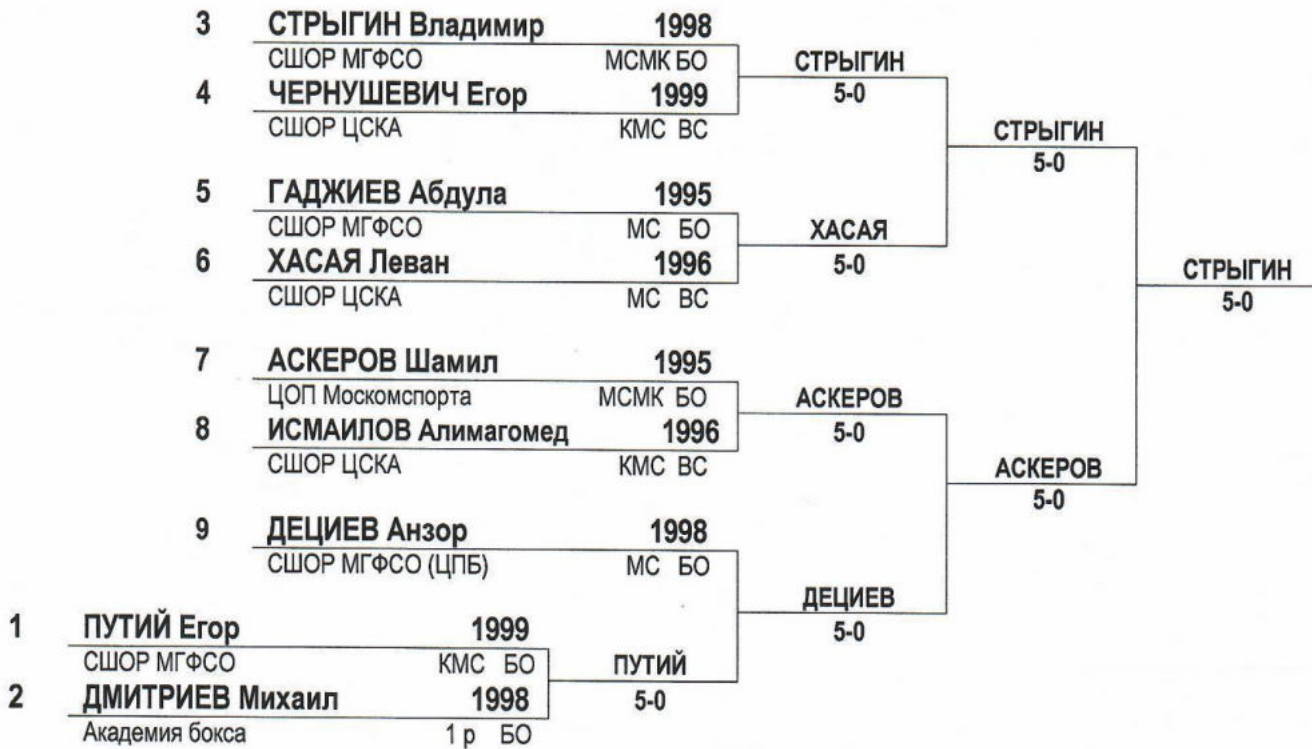 3 СТРЫГИН Владимир 1998
СШОР МГФСО МСМК БО
СТРЫГИН
4 ЧЕРНУШЕВИЧ Егор 1999
5-0
СШОР ЦСКА КМС ВС
СТРЫГИН
5-0
5 ГАДЖИЕВ Абдула 1995
СШОР МГФСО МС БО
ХАСАЯ
6 ХАСАЯ Леван 1996
5-0
СТРЫГИН
СШОР ЦСКА МС ВС
5-0
7 АСКЕРОВ Шамил 1995
ЦОП Москомспорта МСМК БО
АСКЕРОВ
8 ИСМАИЛОВ Алимагомед 1996
5-0
СШОР ЦСКА КМС ВС
АСКЕРОВ
5-0
9 ДЕЦИЕВ Анзор 1998
СШОР МГФСО (ЦПБ) МС БО
ДЕЦИЕВ
5-0
1 ПУТИЙ Егор 1999
СШОР МГФСО КМС БО
ПУТИЙ
2 ДМИТРИЕВ Михаил 1998
5-0
Академия бокса 1 р БО